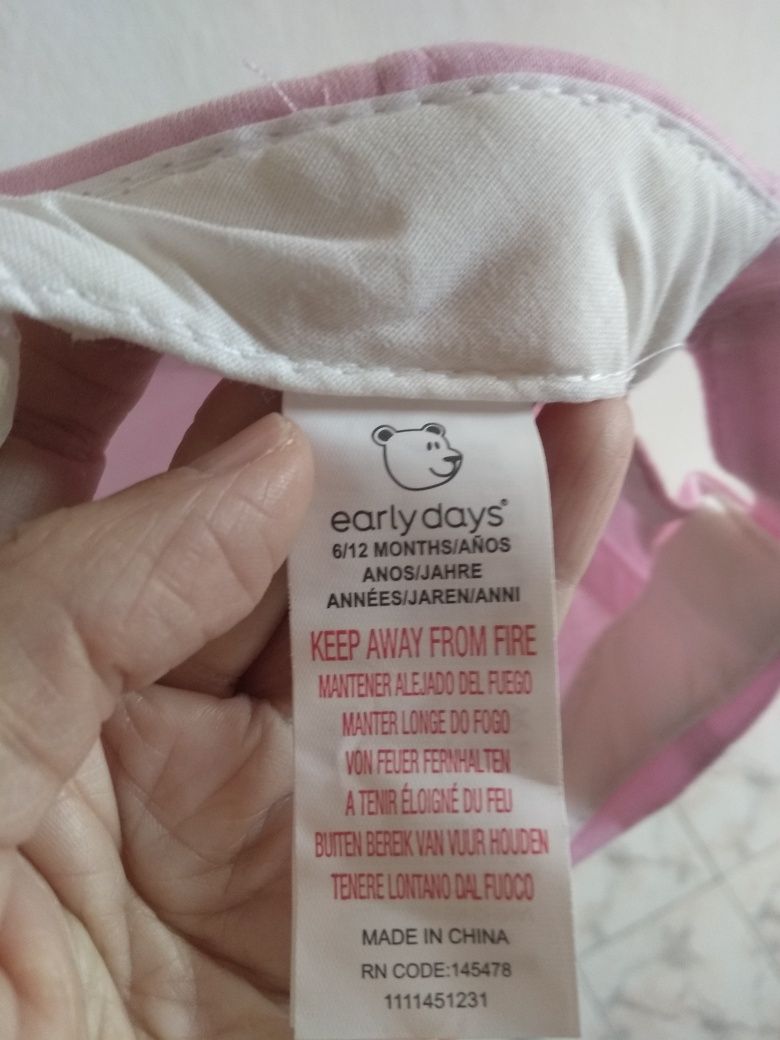 early days®
6/12 MONTHS/AÑOS
ANOS/JAHRE
ANNÉES/JAREN/ANNI
KEEP AWAY FROM FIRE
MANTENER ALEJADO DEL FUEGO
MANTER LONGE DO FOGO
VON FEUER FERNHALTEN
A TENIR ÉLOIGNÉ DU FEU
BUITEN BEREIK VAN VUUR HOUDEN
TENERE LONTANO DAL FUOCO
MADE IN CHINA
RN CODE:145478
1111451231